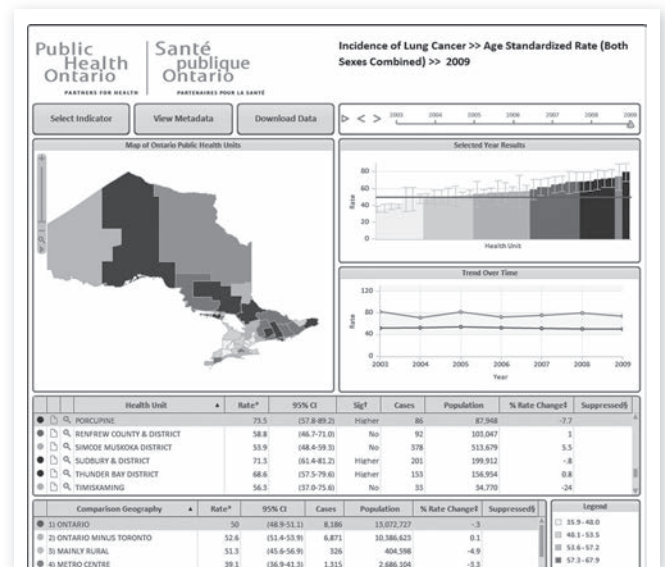 Public Health Ontario
PARTNERS FOR HEALTH
Santé publique Ontario
PARTENAIRES POUR LA SANTÉ
Incidence of Lung Cancer >> Age Standardized Rate (Both
Sexes Combined) >> 2009
Select Indicator
View Metadata
Download Data
2003 2004 2005 2006 2007 2008 2009
Map of Ontario Public Health Units
Selected Year Results
80
60
40
20
0
Rate
Health Unit
Trend Over Time
120
80
40
0
Rate
2003 2004 2005 2006 2007 2008 2009
Year
Health Unit Rate* 95% CI Sig† Cases Population % Rate Change‡ Suppressed§
PORCUPINE 73.5 (57.8-89.2) Higher 86 87,948 -7.7
RENFREW COUNTY & DISTRICT 58.8 (46.7-71.0) No 92 103,047 1
SIMCOE MUSKOKA DISTRICT 53.9 (48.4-59.3) No 378 513,679 5.5
SUDBURY & DISTRICT 71.3 (61.4-81.2) Higher 201 199,912 -.8
THUNDER BAY DISTRICT 68.6 (57.5-79.6) Higher 153 156,954 0.8
TIMISKAMING 56.3 (37.0-75.6) No 33 34,770 -24
Comparison Geography Rate* 95% CI Cases Population % Rate Change‡ Suppressed§
1) ONTARIO 50 (48.9-51.1) 8,186 13,072,727 -.3
2) ONTARIO MINUS TORONTO 52.6 (51.4-53.9) 6,871 10,386,623 0.1
3) MAINLY RURAL 51.3 (45.6-56.9) 326 404,598 -4.9
4) METRO CENTRE 39.1 (36.9-41.3) 1,315 2,686,104 -3.3
Legend
35.9 - 48.0
48.1 - 53.5
53.6 - 57.2
57.3 - 67.9